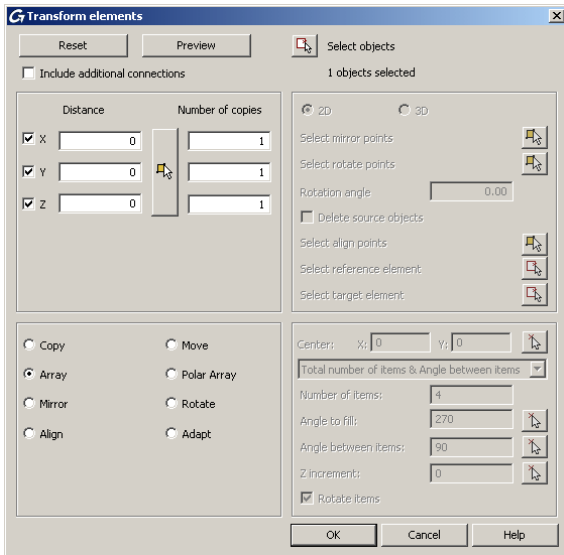 Transform elements
Reset Preview Select objects
Include additional connections 1 objects selected
Distance Number of copies
X 0 1
Y 0 1
Z 0 1
2D 3D
Select mirror points
Select rotate points
Rotation angle 0.00
Delete source objects
Select align points
Select reference element
Select target element
Copy Move
Array Polar Array
Mirror Rotate
Align Adapt
Center: X: 0 Y: 0
Total number of items & Angle between items
Number of items: 4
Angle to fill: 270
Angle between items: 90
Z increment: 0
Rotate items
OK Cancel Help